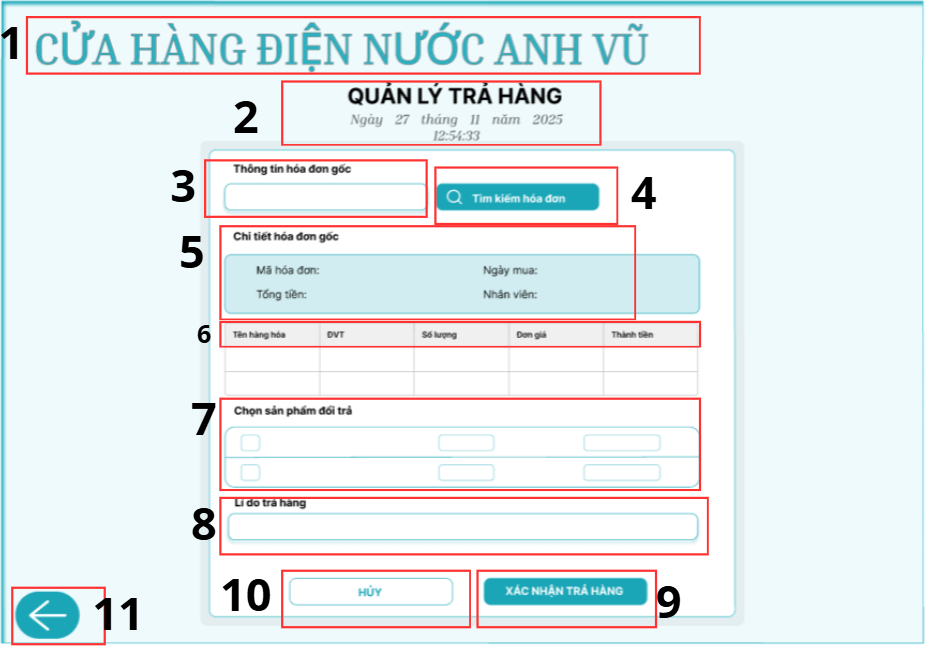 1 CỬA HÀNG ĐIỆN NƯỚC ANH VŨ
2 QUẢN LÝ TRẢ HÀNG
Ngày 27 tháng 11 năm 2025
12:54:33
3 Thông tin hóa đơn gốc
Tìm kiếm hóa đơn 4
5 Chi tiết hóa đơn gốc
Mã hóa đơn: Ngày mua:
Tổng tiền: Nhân viên:
6 Tên hàng hóa ĐVT Số lượng Đơn giá Thành tiền
7 Chọn sản phẩm đổi trả
8 Lí do trả hàng
10 HỦY XÁC NHẬN TRẢ HÀNG 9
11